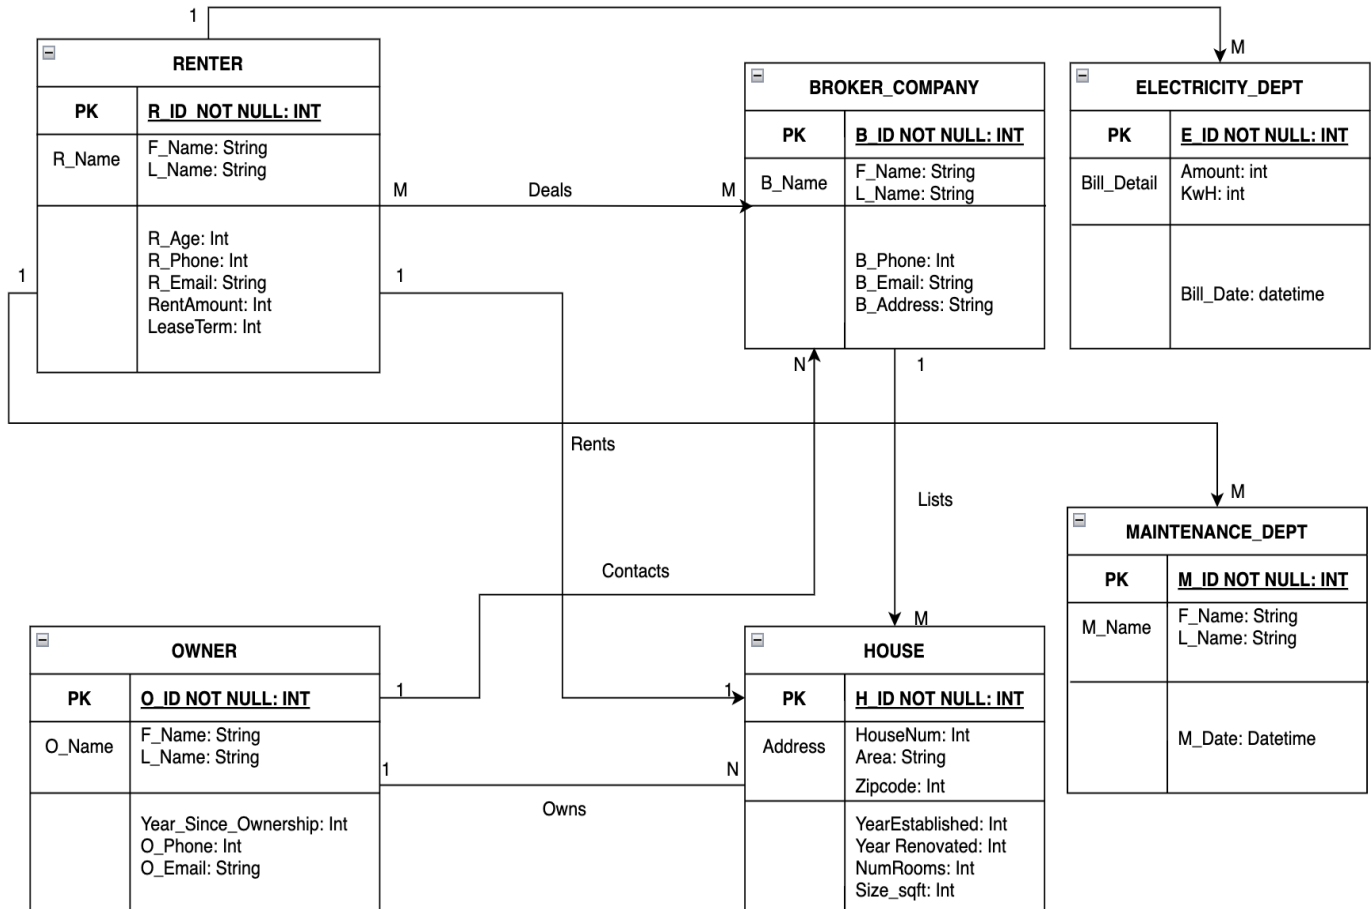 1
M
RENTER
PK
R_ID NOT NULL: INT
R_Name
F_Name: String
L_Name: String
R_Age: Int
R_Phone: Int
R_Email: String
RentAmount: Int
LeaseTerm: Int
BROKER_COMPANY
PK
B_ID NOT NULL: INT
B_Name
F_Name: String
L_Name: String
B_Phone: Int
B_Email: String
B_Address: String
ELECTRICITY_DEPT
PK
E_ID NOT NULL: INT
Bill_Detail
Amount: int
KwH: int
Bill_Date: datetime
M
Deals
M
1
1
N
1
Rents
Lists
M
Contacts
M
MAINTENANCE_DEPT
PK
M_ID NOT NULL: INT
M_Name
F_Name: String
L_Name: String
M_Date: Datetime
OWNER
PK
O_ID NOT NULL: INT
O_Name
F_Name: String
L_Name: String
Year_Since_Ownership: Int
O_Phone: Int
O_Email: String
1
1
1
N
Owns
HOUSE
PK
H_ID NOT NULL: INT
Address
HouseNum: Int
Area: String
Zipcode: Int
YearEstablished: Int
Year Renovated: Int
NumRooms: Int
Size_sqft: Int